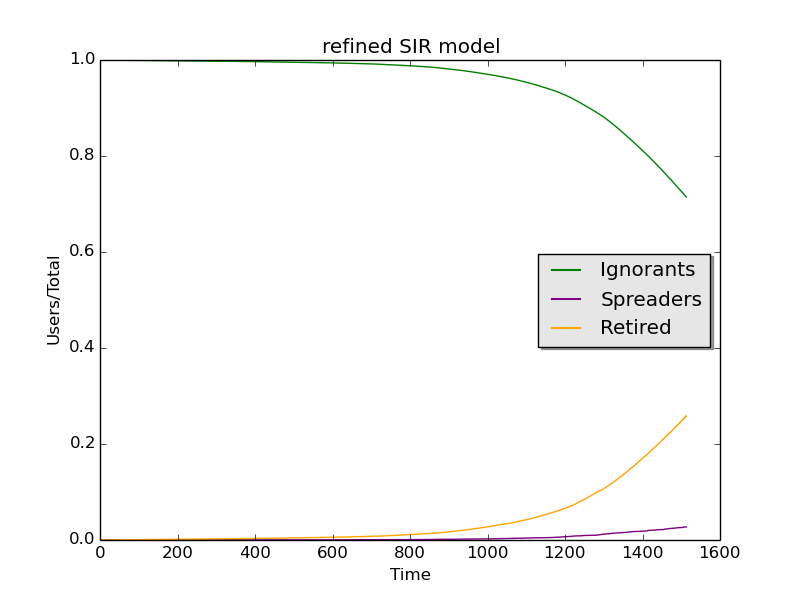 refined SIR model
1.0
0.8
0.6
0.4
0.2
0.0
Users/Total
Ignorants
Spreaders
Retired
0 200 400 600 800 1000 1200 1400 1600
Time